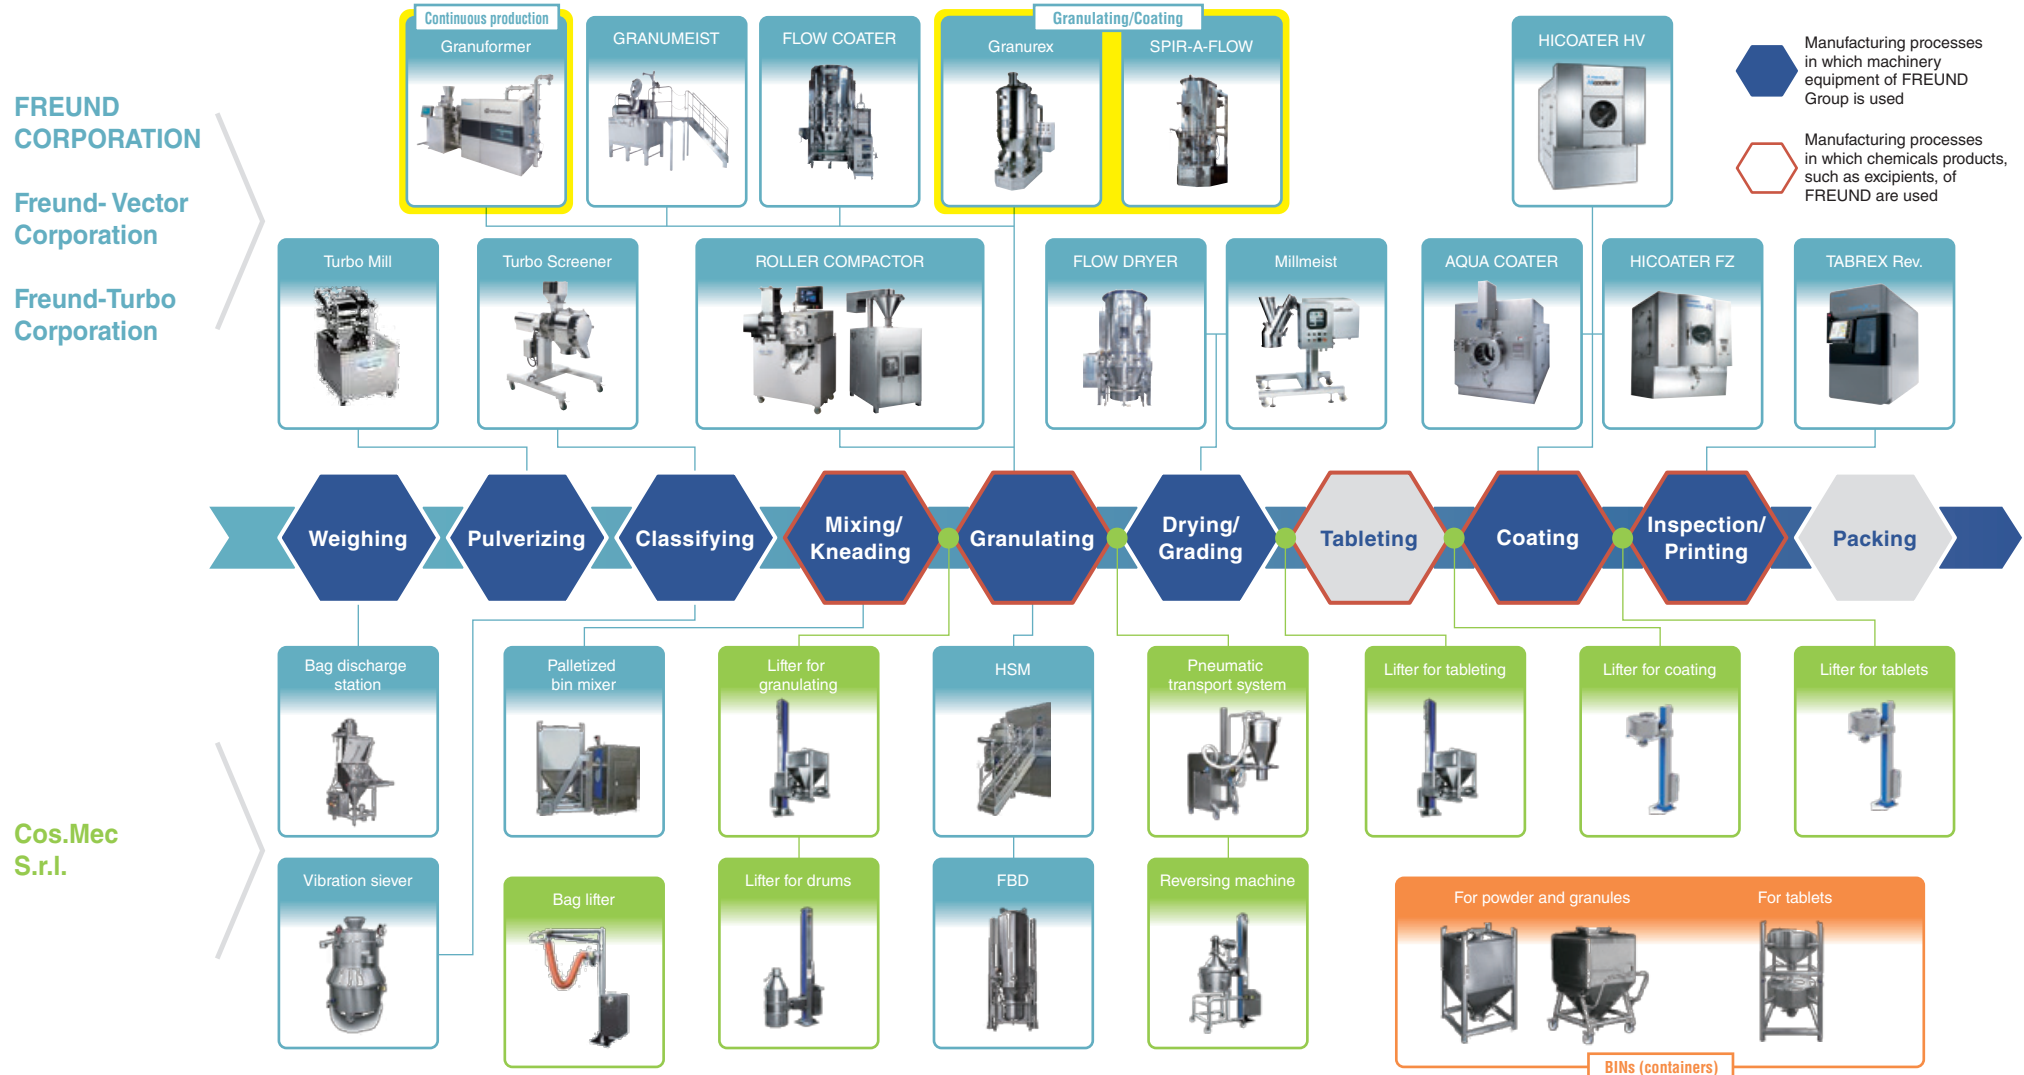 Continuous production
Granuformer
GRANUMEIST
FLOW COATER
Granulating/Coating
Granurex
SPIR-A-FLOW
HICOATER HV
Manufacturing processes
in which machinery
equipment of FREUND
Group is used
Manufacturing processes
in which chemicals products,
such as excipients, of
FREUND are used
FREUND
CORPORATION
Freund- Vector
Corporation
Freund-Turbo
Corporation
Turbo Mill
Turbo Screener
ROLLER COMPACTOR
FLOW DRYER
Millmeist
AQUA COATER
HICOATER FZ
TABREX Rev.
Weighing
Pulverizing
Classifying
Mixing/
Kneading
Granulating
Drying/
Grading
Tableting
Coating
Inspection/
Printing
Packing
Cos.Mec
S.r.l.
Bag discharge
station
Palletized
bin mixer
Lifter for
granulating
HSM
Pneumatic
transport system
Lifter for tableting
Lifter for coating
Lifter for tablets
Vibration siever
Bag lifter
Lifter for drums
FBD
Reversing machine
For powder and granules
For tablets
BINs (containers)